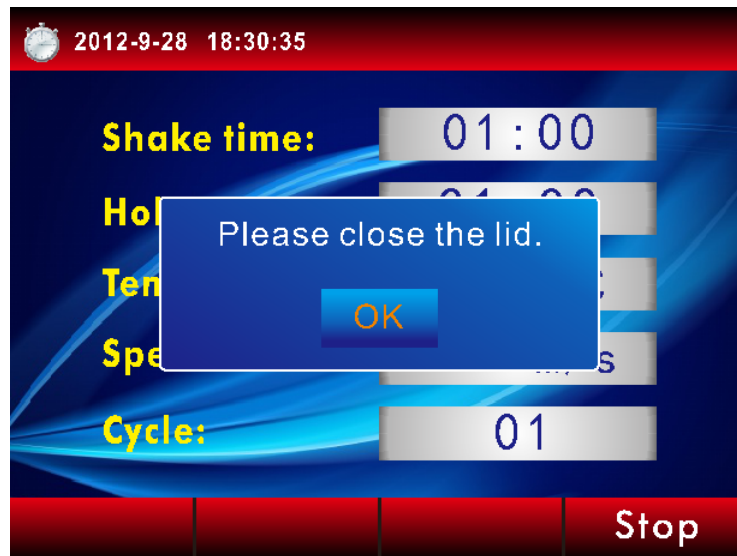 2012-9-28 18:30:35
Shake time: 01:00
Please close the lid.
OK
Cycle: 01
Stop